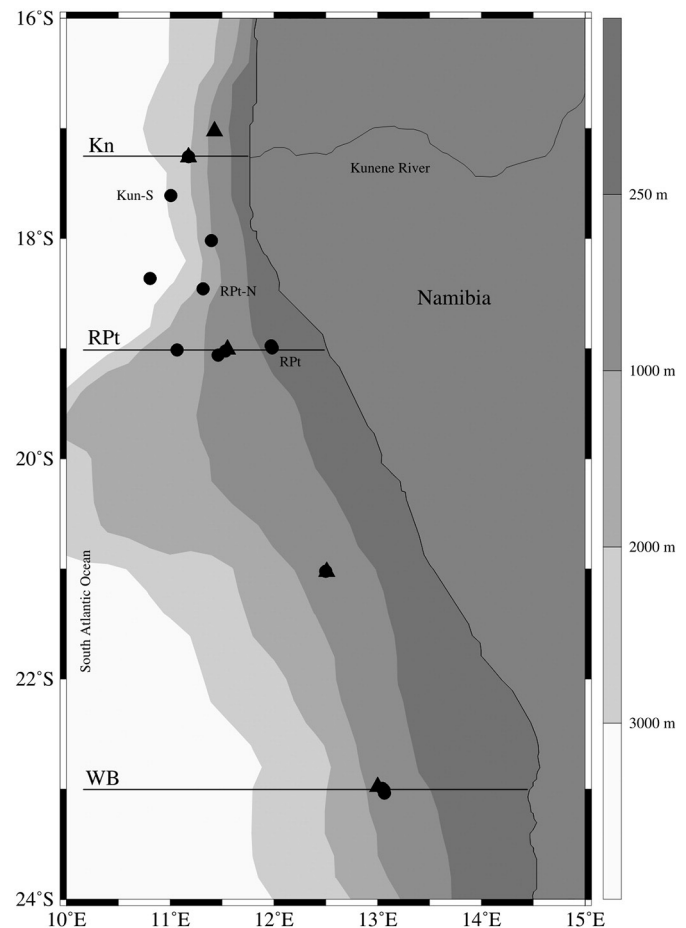 16°S
Kn
Kunene River
Kun-S
250 m
18°S
RPt-N
Namibia
RPt
RPt
1000 m
20°S
2000 m
South Atlantic Ocean
22°S
3000 m
WB
24°S
10°E 11°E 12°E 13°E 14°E 15°E